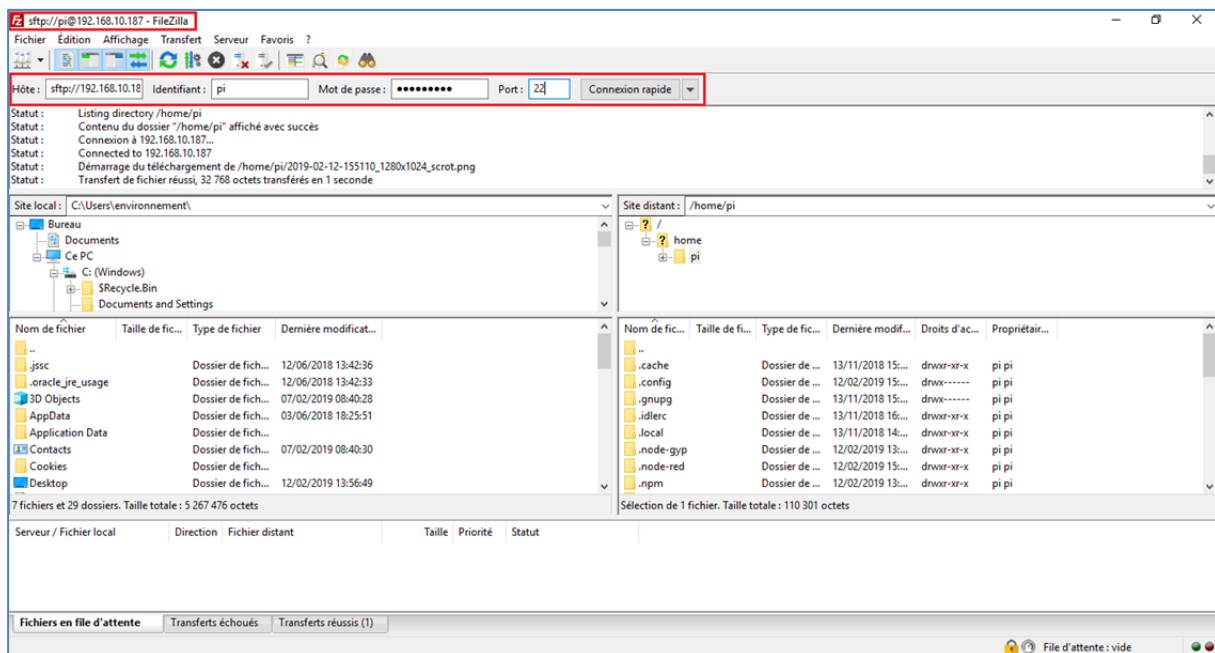 sftp://pi@192.168.10.187 - FileZilla
Fichier Édition Affichage Transfert Serveur Favoris ?
Hôte : sftp://192.168.10.18 Identifiant : pi Mot de passe : ●●●●●●●●● Port : 22 Connexion rapide
Statut : Listing directory /home/pi
Statut : Contenu du dossier "/home/pi" affiché avec succès
Statut : Connexion à 192.168.10.187...
Statut : Connected to 192.168.10.187
Statut : Démarrage du téléchargement de /home/pi/2019-02-12-155110_1280x1024_scrot.png
Statut : Transfert de fichier réussi, 32 768 octets transférés en 1 seconde
Site local : C:\Users\environnement\
Bureau
Documents
Ce PC
C: (Windows)
$Recycle.Bin
Documents and Settings
Site distant : /home/pi
? /
? home
pi
Nom de fichier Taille de fic... Type de fichier Dernière modificat...
..
.jssc Dossier de fich... 12/06/2018 13:42:36
.oracle_jre_usage Dossier de fich... 12/06/2018 13:42:33
3D Objects Dossier de fich... 07/02/2019 08:40:28
AppData Dossier de fich... 03/06/2018 18:25:51
Application Data Dossier de fich...
Contacts Dossier de fich... 07/02/2019 08:40:30
Cookies Dossier de fich...
Desktop Dossier de fich... 12/02/2019 13:56:49
7 fichiers et 29 dossiers. Taille totale : 5 267 476 octets
Nom de fic... Taille de fi... Type de fic... Dernière modif... Droits d'ac... Propriétair...
..
.cache Dossier de ... 13/11/2018 15:... drwxr-xr-x pi pi
.config Dossier de ... 12/02/2019 15:... drwx------ pi pi
.gnupg Dossier de ... 13/11/2018 15:... drwx------ pi pi
.idlerc Dossier de ... 13/11/2018 16:... drwxr-xr-x pi pi
.local Dossier de ... 13/11/2018 14:... drwxr-xr-x pi pi
.node-gyp Dossier de ... 12/02/2019 13:... drwxr-xr-x pi pi
.node-red Dossier de ... 12/02/2019 15:... drwxr-xr-x pi pi
.npm Dossier de ... 12/02/2019 13:... drwxr-xr-x pi pi
Sélection de 1 fichier. Taille totale : 110 301 octets
Serveur / Fichier local Direction Fichier distant Taille Priorité Statut
Fichiers en file d'attente Transferts échoués Transferts réussis (1)
File d'attente : vide